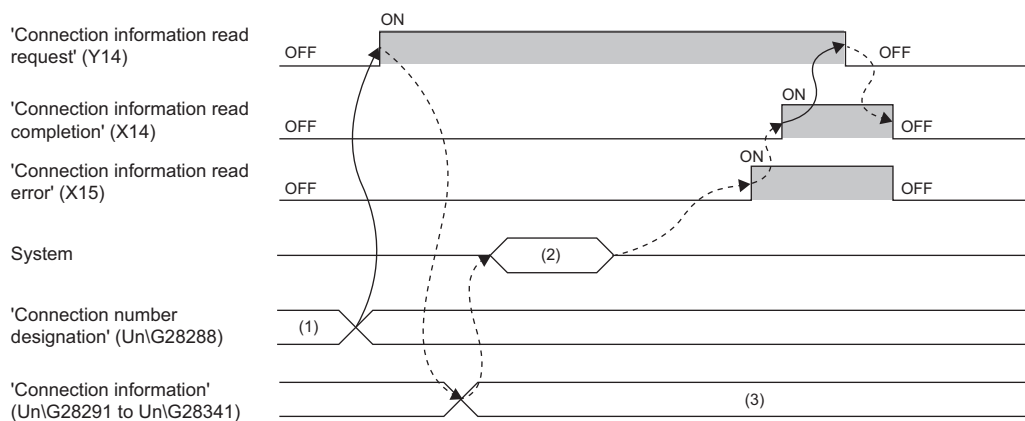 ON
'Connection information read
request' (Y14)
OFF
OFF
'Connection information read
completion' (X14)
ON
OFF
OFF
'Connection information read
error' (X15)
ON
OFF
OFF
System
(2)
'Connection number
designation' (Un\G28288)
(1)
'Connection information'
(Un\G28291 to Un\G28341)
(3)